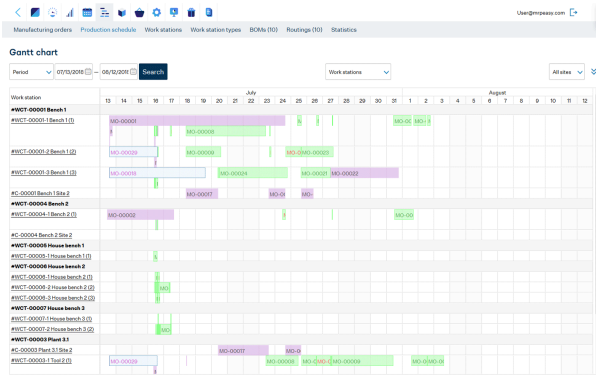 User@mrpeasy.com
Manufacturing orders Production schedule Work stations Work station types BOMs (10) Routings (10) Statistics
Gantt chart
Period 07/13/2018 – 08/12/2018 Search Work stations All sites
July August
Work station
13 14 15 16 17 18 19 20 21 22 23 24 25 26 27 28 29 30 31 1 2 3 4 5 6 7 8 9 10 11 12
#WCT-00001 Bench 1
#WCT-00001-1 Bench 1 (1) MO-00001 MO-00008
#WCT-00001-2 Bench 1 (2) MO-00009 MO-00023
#WCT-00001-3 Bench 1 (3) MO-00019 MO-00024 MO-00021 MO-00022
#C-00001 Bench 1 Site 2 MO-00017
#WCT-00004 Bench 2
#WCT-00004-1 Bench 2 (1) MO-00002 MO-00
#C-00004 Bench 2 Site 2
#WCT-00005 House bench 1
#WCT-00005-1 House bench 1 (1)
#WCT-00006 House bench 2
#WCT-00006-1 House bench 2 (1)
#WCT-00006-2 House bench 2 (2) MO-
#WCT-00006-3 House bench 2 (3)
#WCT-00007 House bench 3
#WCT-00007-1 House bench 3 (1)
#WCT-00007-2 House bench 3 (2) MO-
#WCT-00003 Plant 3.1
#C-00003 Plant 3.1 Site 2 MO-00017 MO-0
#WCT-00003-1 Tool 2 (1)